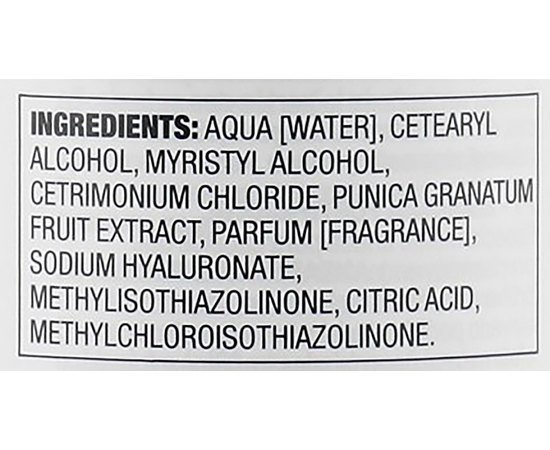 INGREDIENTS: AQUA [WATER], CETEARYL
ALCOHOL, MYRISTYL ALCOHOL,
CETRIMONIUM CHLORIDE, PUNICA GRANATUM
FRUIT EXTRACT, PARFUM [FRAGRANCE],
SODIUM HYALURONATE,
METHYLISOTHIAZOLINONE, CITRIC ACID,
METHYLCHLOROISOTHIAZOLINONE.